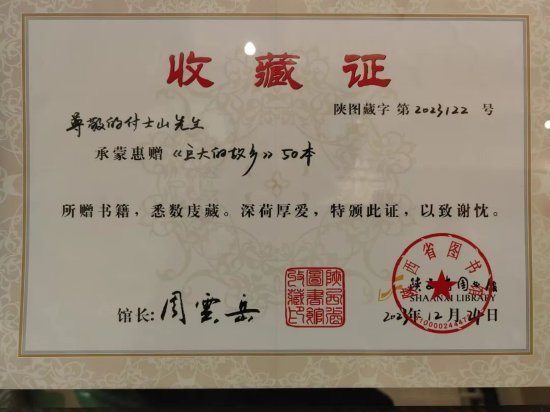 收藏证
陕图藏字 第2023122号
尊敬的付士山先生
承蒙惠赠《巨大的故乡》50本
所赠书籍，悉数庋藏。深荷厚爱，特颁此证，以致谢忱。
馆长：周云岳
陕西省图书馆收藏印
陕西省图书馆
SHAANXI LIBRARY
2023年12月24日